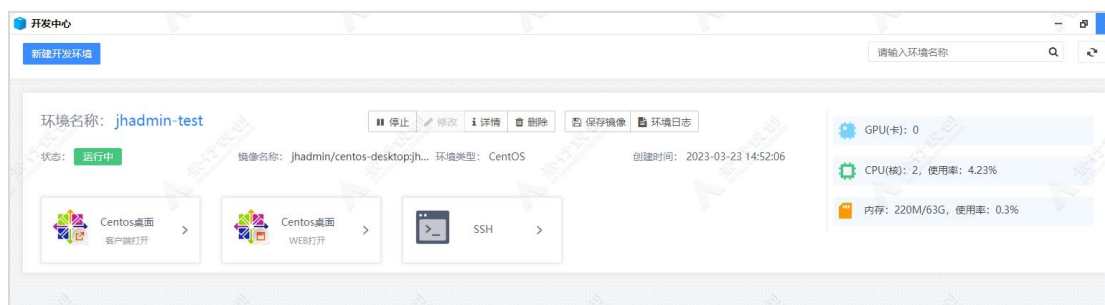 开发中心
新建开发环境
请输入环境名称
环境名称： jhadmin-test
停止 修改 详情 删除 保存镜像 环境日志
状态： 运行中 镜像名称： jhadmin/centos-desktop:jh... 环境类型： CentOS 创建时间： 2023-03-23 14:52:06
GPU(卡)：0
CPU(核)：2，使用率：4.23%
内存：220M/63G，使用率：0.3%
Centos桌面
客户端打开
Centos桌面
WEB打开
SSH